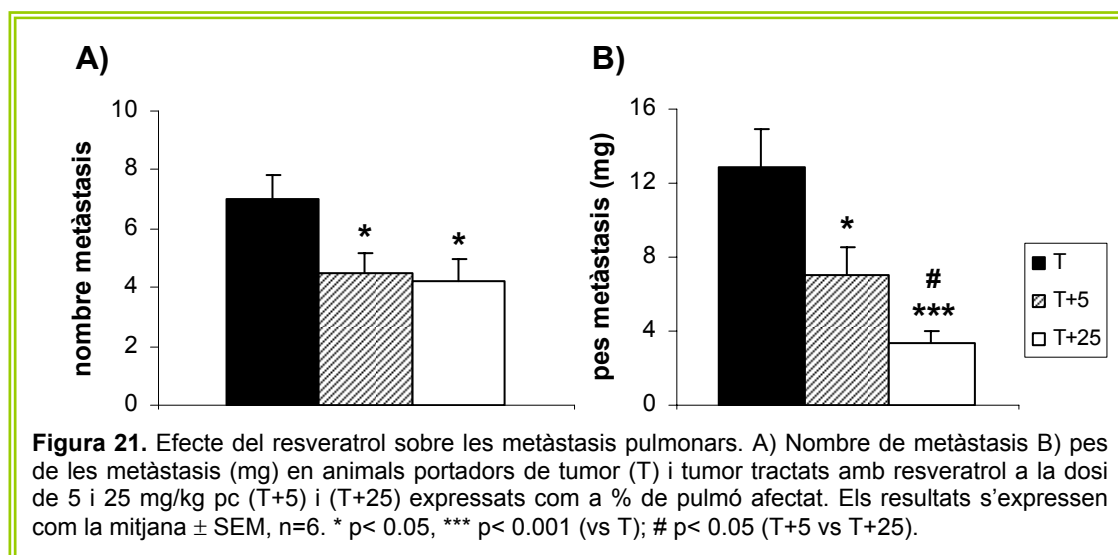 A)
B)
nombre metàstasis
10
8
6
4
2
0
*
*
pes metàstasis (mg)
16
12
8
4
0
*
#
***
T
T+5
T+25
Figura 21. Efecte del resveratrol sobre les metàstasis pulmonars. A) Nombre de metàstasis B) pes
de les metàstasis (mg) en animals portadors de tumor (T) i tumor tractats amb resveratrol a la dosi
de 5 i 25 mg/kg pc (T+5) i (T+25) expressats com a % de pulmó afectat. Els resultats s’expressen
com la mitjana ± SEM, n=6. * p< 0.05, *** p< 0.001 (vs T); # p< 0.05 (T+5 vs T+25).